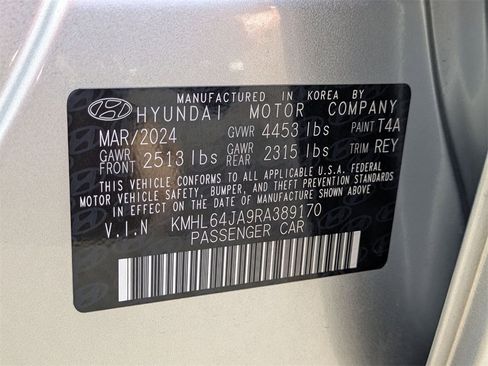 MANUFACTURED IN KOREA BY
HYUNDAI MOTOR COMPANY
MAR/2024 GVWR 4453 lbs PAINT T4A
GAWR FRONT 2513 lbs GAWR REAR 2315 lbs TRIM REY
THIS VEHICLE CONFORMS TO ALL APPLICABLE U.S.A. FEDERAL
MOTOR VEHICLE SAFETY, BUMPER, AND THEFT PREVENTION
STANDARDS IN EFFECT ON THE DATE OF MANUFACTURE SHOWN ABOVE.
V.I.N KMHL64JA9RA389170
PASSENGER CAR